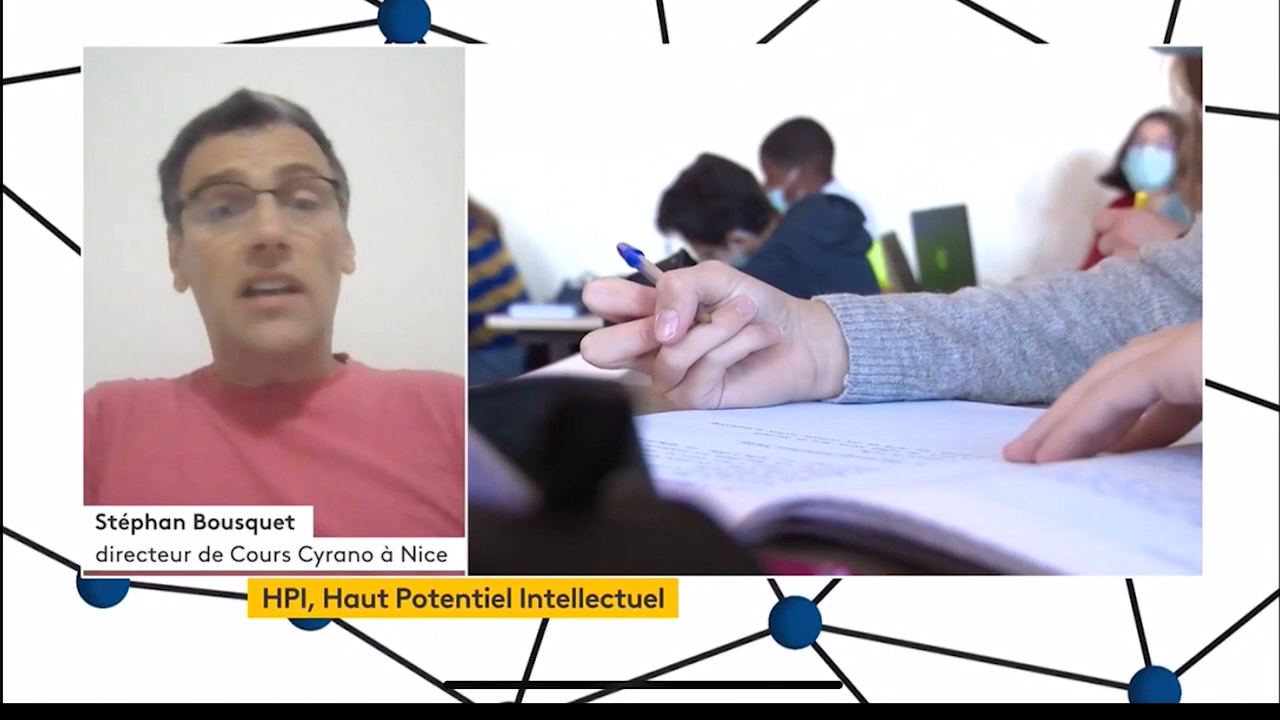 Stéphan Bousquet
directeur de Cours Cyrano à Nice
HPI, Haut Potentiel Intellectuel